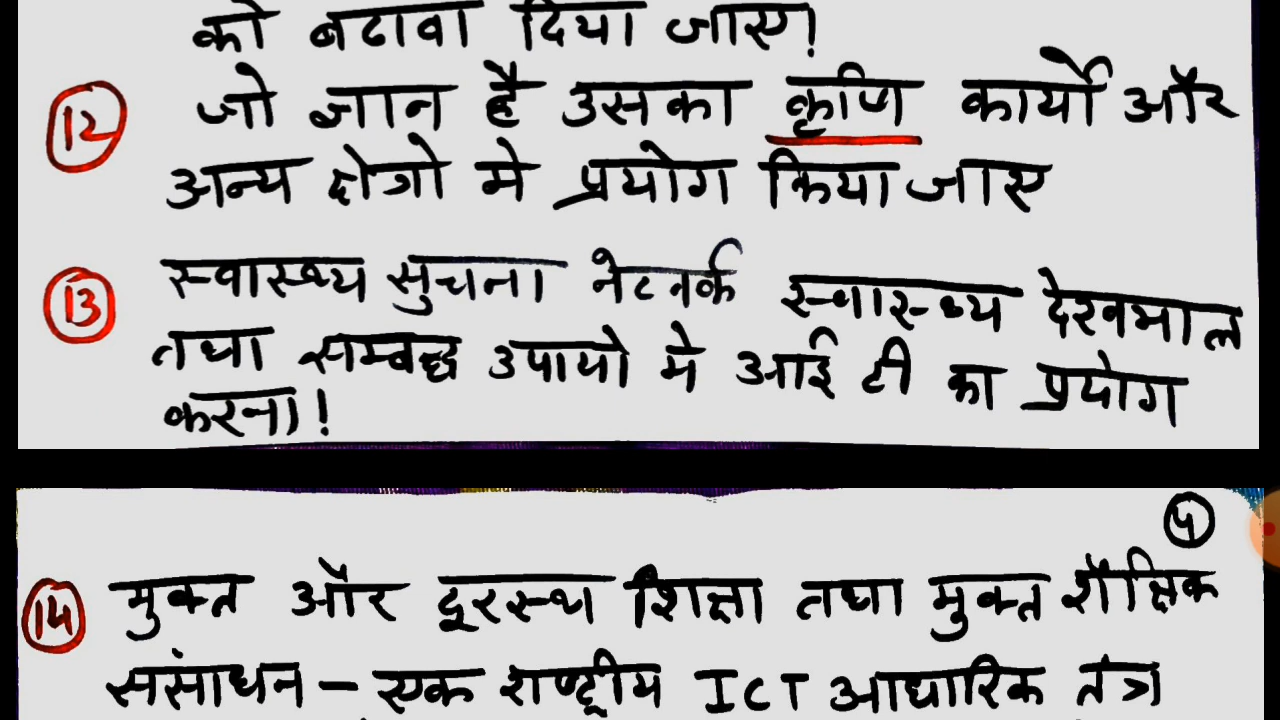 को बढावा दिया जाए!
(12) जो ज्ञान है उसका कृषि कार्यो और
अन्य क्षेत्रो मे प्रयोग किया जाए
(13) स्वास्थ्य सुचना नेटवर्क स्वास्थ्य देखभाल
तथा सम्बद्ध उपायो मे आई टी का प्रयोग
करना!
५
(14) मुक्त और दूरस्थ शिक्षा तथा मुक्त शैक्षिक
संसाधन - एक राष्ट्रीय ICT आधारिक तंत्र